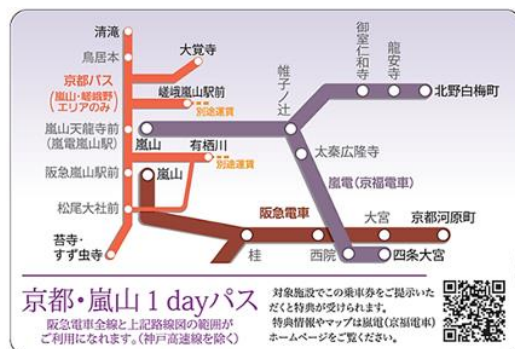 清滝
鳥居本
大覚寺
京都バス
(嵐山・嵯峨野
エリアのみ)
嵯峨嵐山駅前
別途運賃
嵐山天龍寺前
(嵐電嵐山駅)
嵐山
有栖川
別途運賃
阪急嵐山駅前
嵐山
松尾大社前
苔寺・
すず虫寺
帷子ノ辻
御室仁和寺
龍安寺
北野白梅町
太秦広隆寺
嵐電(京福電車)
阪急電車
大宮
京都河原町
桂
西院
四条大宮
京都・嵐山1dayパス
阪急電車全線と上記路線図の範囲が
ご利用になれます。(神戸高速線を除く)
対象施設でこの乗車券をご提示いた
だくと特典が受けられます。
特典情報やマップは嵐電(京福電車)
ホームページをご覧ください。